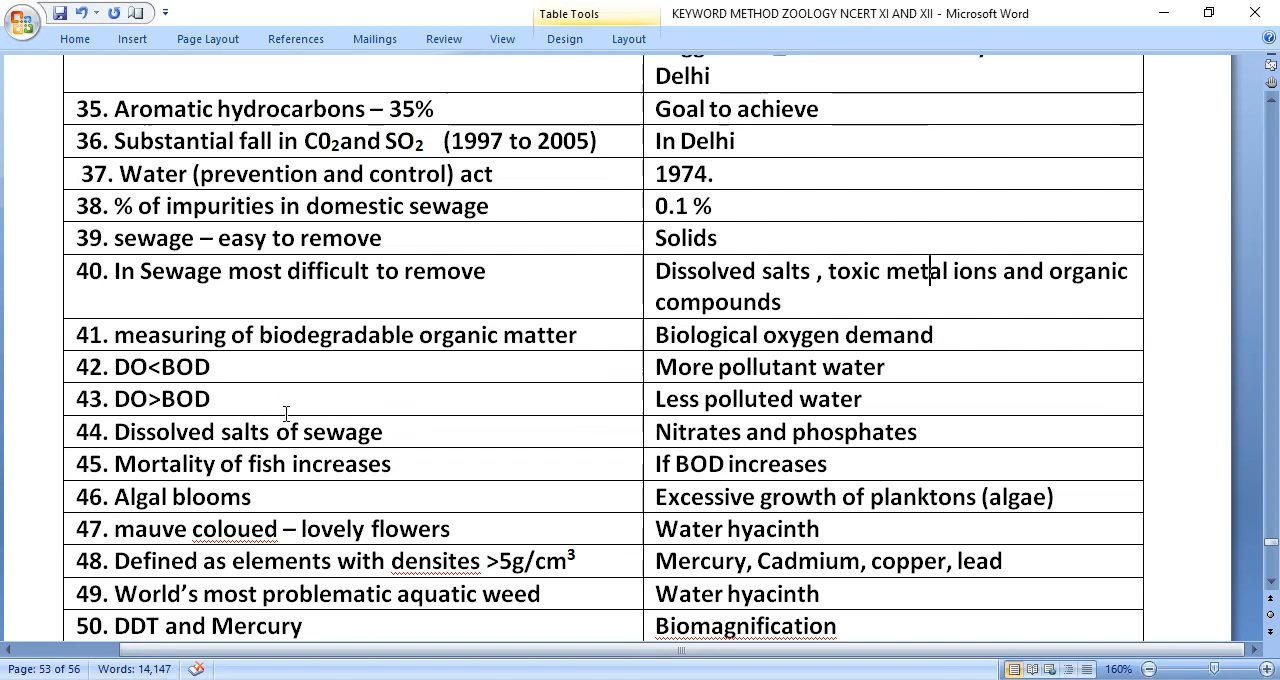 Table Tools
KEYWORD METHOD ZOOLOGY NCERT XI AND XII - Microsoft Word
Home Insert Page Layout References Mailings Review View Design Layout
Delhi
35. Aromatic hydrocarbons – 35% Goal to achieve
36. Substantial fall in C0₂and SO₂ (1997 to 2005) In Delhi
37. Water (prevention and control) act 1974.
38. % of impurities in domestic sewage 0.1 %
39. sewage – easy to remove Solids
40. In Sewage most difficult to remove Dissolved salts , toxic metal ions and organic
compounds
41. measuring of biodegradable organic matter Biological oxygen demand
42. DO<BOD More pollutant water
43. DO>BOD Less polluted water
44. Dissolved salts of sewage Nitrates and phosphates
45. Mortality of fish increases If BOD increases
46. Algal blooms Excessive growth of planktons (algae)
47. mauve coloued – lovely flowers Water hyacinth
48. Defined as elements with densites >5g/cm³ Mercury, Cadmium, copper, lead
49. World’s most problematic aquatic weed Water hyacinth
50. DDT and Mercury Biomagnification
Page: 53 of 56 Words: 14,147 160%